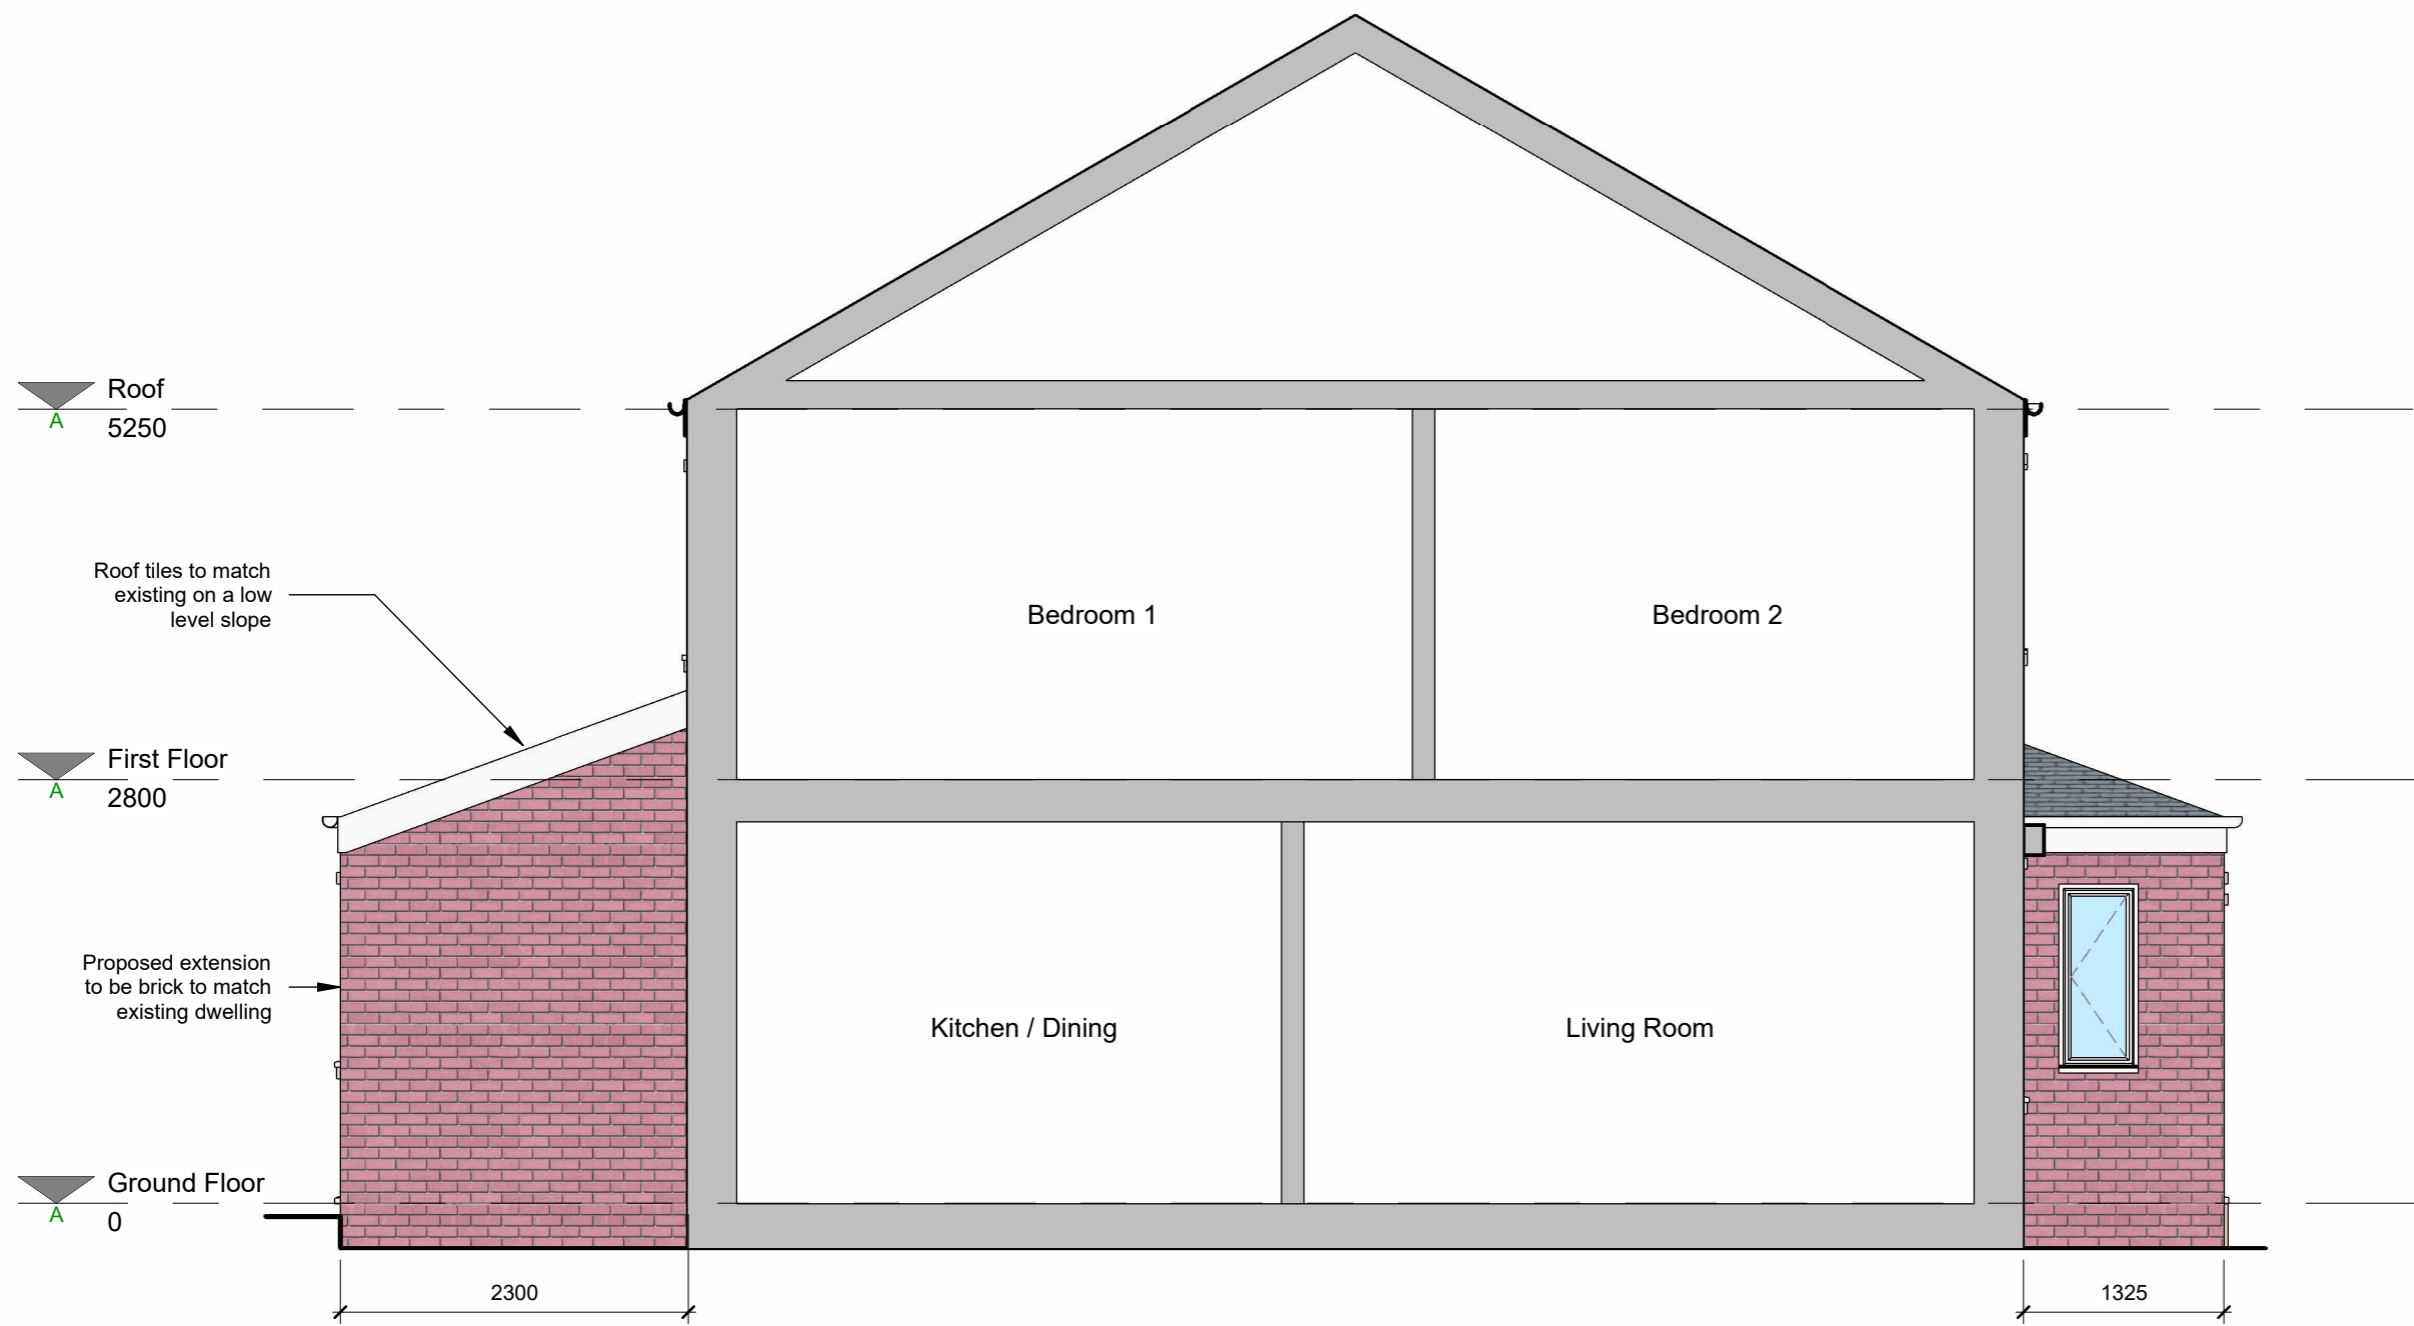 Roof
A
5250
Roof tiles to match
existing on a low
level slope
Bedroom 1
Bedroom 2
First Floor
A
2800
Proposed extension
to be brick to match
existing dwelling
Kitchen / Dining
Living Room
Ground Floor
A
0
2300
1325